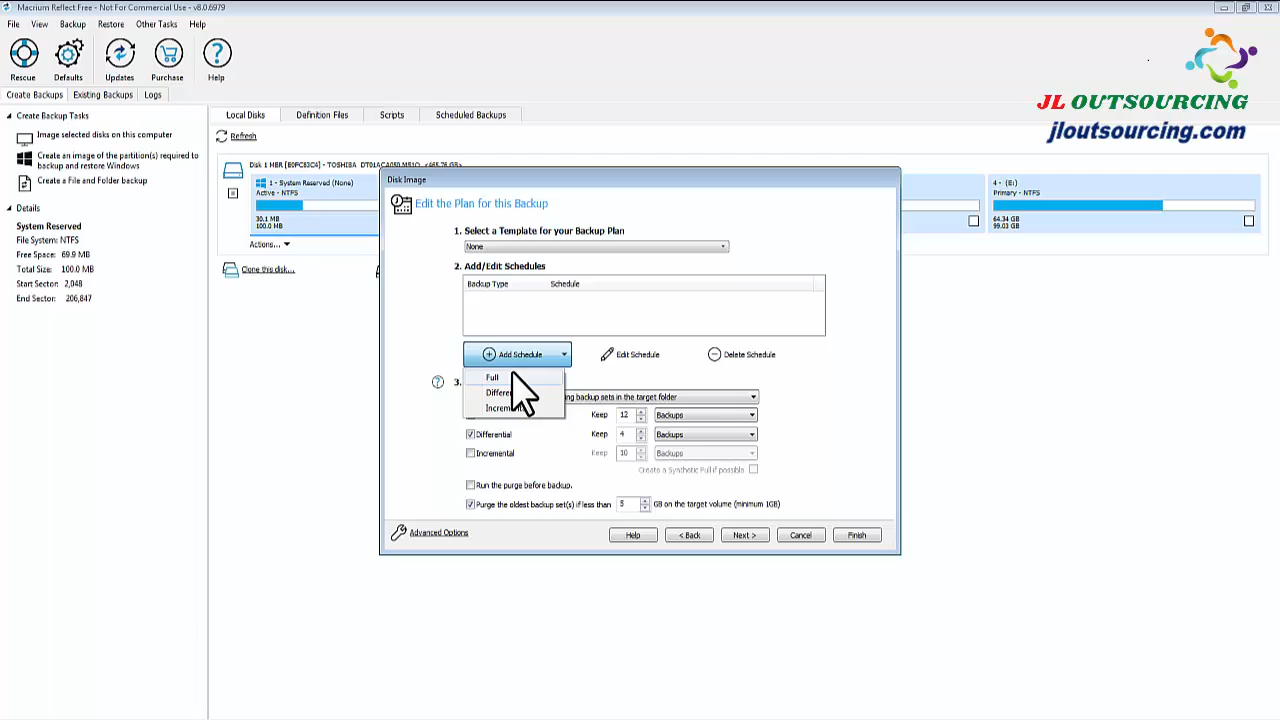 Macrium Reflect Free - Not For Commercial Use - v8.0.6979
File View Backup Restore Other Tasks Help
Rescue Defaults Updates Purchase Help
JL OUTSOURCING
jloutsourcing.com
Create Backups Existing Backups Logs
Create Backup Tasks
Image selected disks on this computer
Create an image of the partition(s) required to
backup and restore Windows
Create a File and Folder backup
Details
System Reserved
File System: NTFS
Free Space: 69.9 MB
Total Size: 100.0 MB
Start Sector: 2,048
End Sector: 206,847
Local Disks Definition Files Scripts Scheduled Backups
Refresh
Disk 1 MBR
1 - System Reserved (None)
Active - NTFS
30.1 MB
100.0 MB
4 - (E:)
Primary - NTFS
64.34 GB
99.03 GB
Actions...
Clone this disk...
Disk Image
Edit the Plan for this Backup
1. Select a Template for your Backup Plan
None
2. Add/Edit Schedules
Backup Type Schedule
Add Schedule Edit Schedule Delete Schedule
Full
3.
backup sets in the target folder
Keep 12 Backups
Differential Keep 4 Backups
Incremental Keep 10 Backups
Create a Synthetic Full if possible
Run the purge before backup.
Purge the oldest backup set(s) if less than 5 GB on the target volume (minimum 1GB)
Advanced Options
Help < Back Next > Cancel Finish